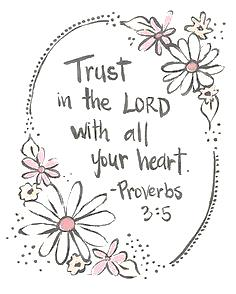 Trust
in the LORD
with all
your heart.
-Proverbs
3:5